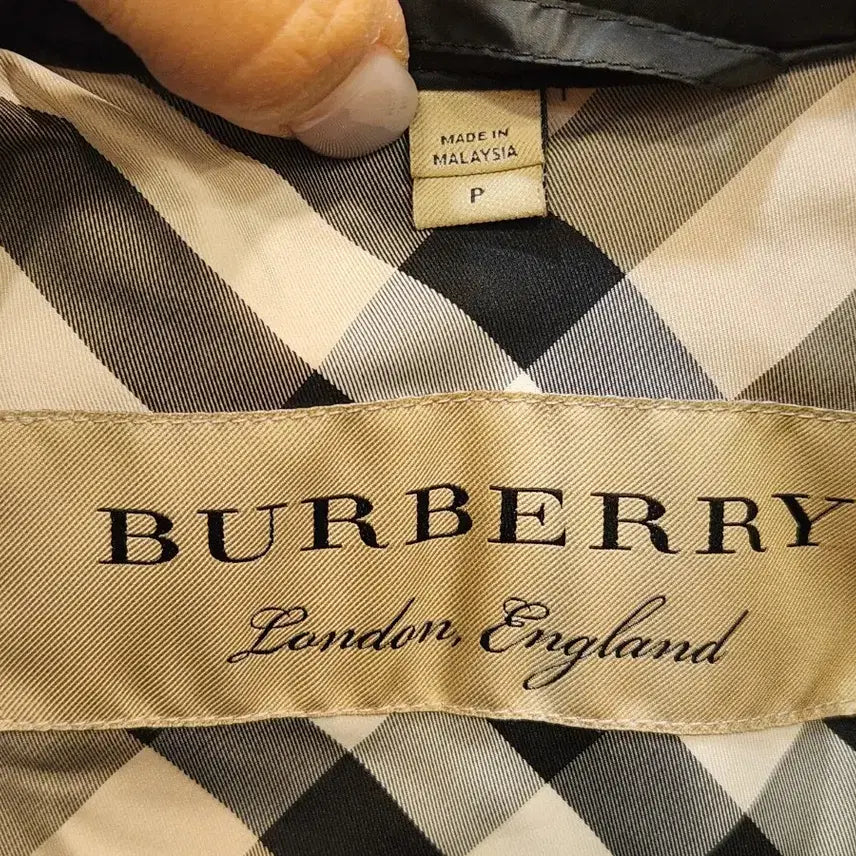 MADE IN
MALAYSIA
P
BURBERRY
London, England